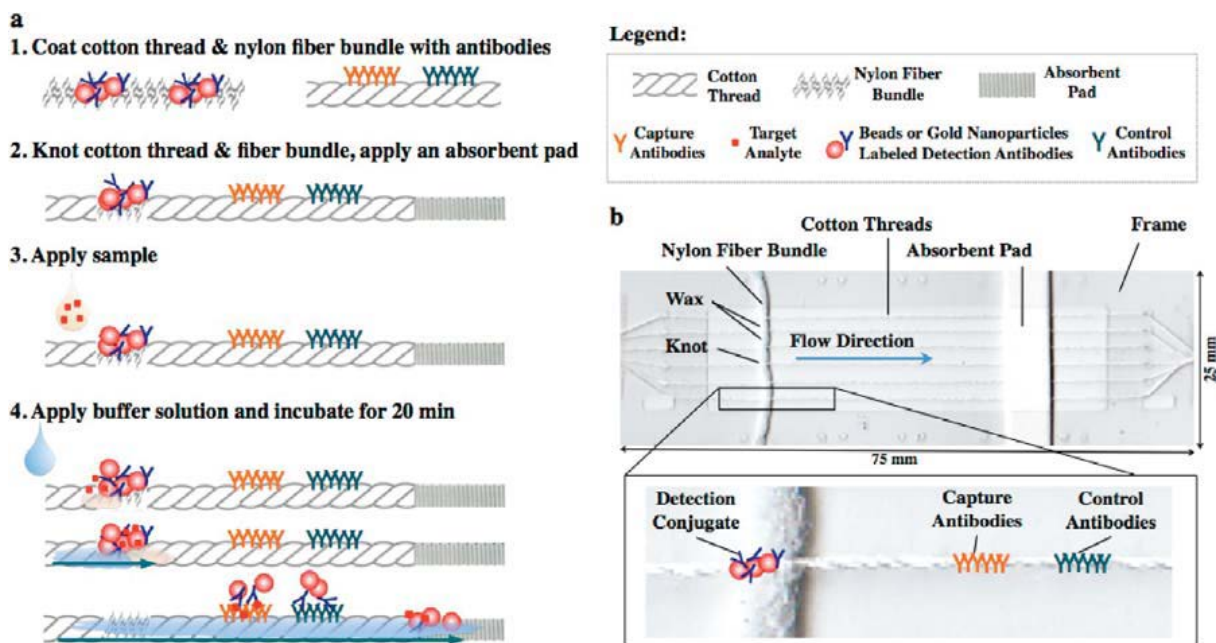 a
1. Coat cotton thread & nylon fiber bundle with antibodies
2. Knot cotton thread & fiber bundle, apply an absorbent pad
3. Apply sample
4. Apply buffer solution and incubate for 20 min
Legend:
Cotton
Thread
Nylon Fiber
Bundle
Absorbent
Pad
Capture
Antibodies
Target
Analyte
Beads or Gold Nanoparticles
Labeled Detection Antibodies
Control
Antibodies
b
Cotton Threads
Frame
Nylon Fiber Bundle
Absorbent Pad
Wax
Knot
Flow Direction
25 mm
75 mm
Detection
Conjugate
Capture
Antibodies
Control
Antibodies